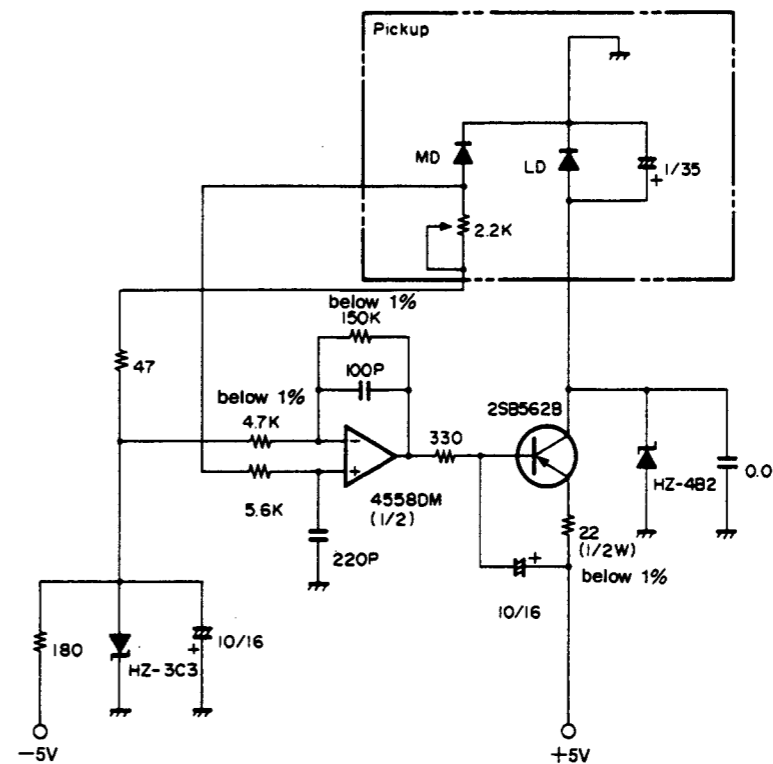 Pickup
MD
LD
1/35
+
2.2K
below 1%
150K
47
100P
below 1%
4.7K
2SB562B
330
−
+
4558DM
(1/2)
5.6K
220P
HZ-4B2
0.0
22
(1/2W)
+
below 1%
10/16
180
+
10/16
HZ-3C3
−5V
+5V